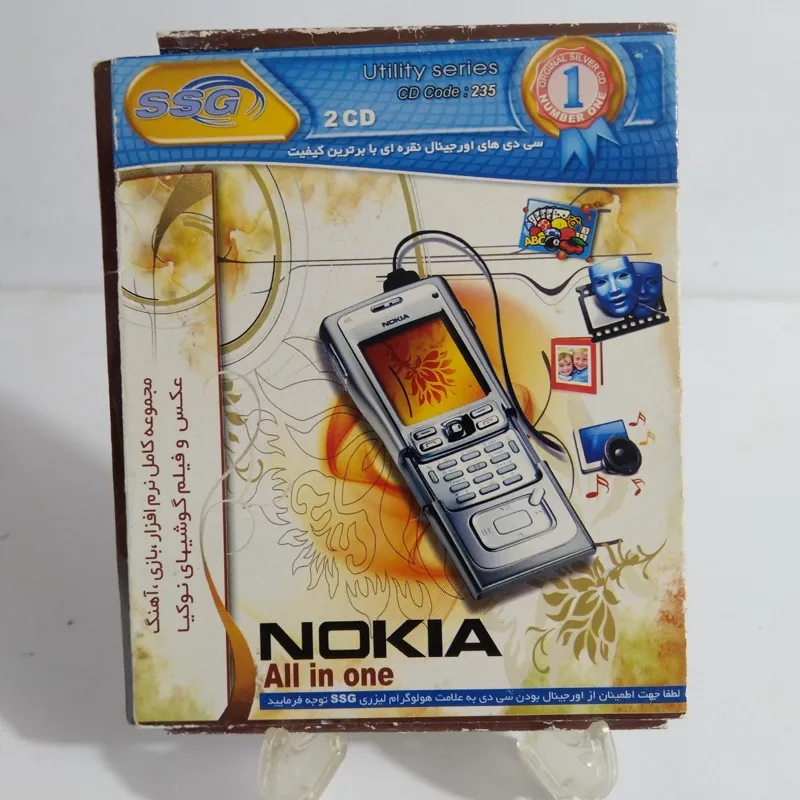 SSG
Utility series
CD Code : 235
2 CD
ORIGINAL SILVER CD
1
NUMBER ONE
سی دی های اورجینال نقره ای با برترین کیفیت
ABC
NOKIA
مجموعه کامل نرم افزار ،بازی ،آهنگ
عکس و فیلم گوشیهای نوکیا
NOKIA
All in one
لطفا جهت اطمینان از اورجینال بودن سی دی به علامت هولوگرام لیزری SSG توجه فرمایید